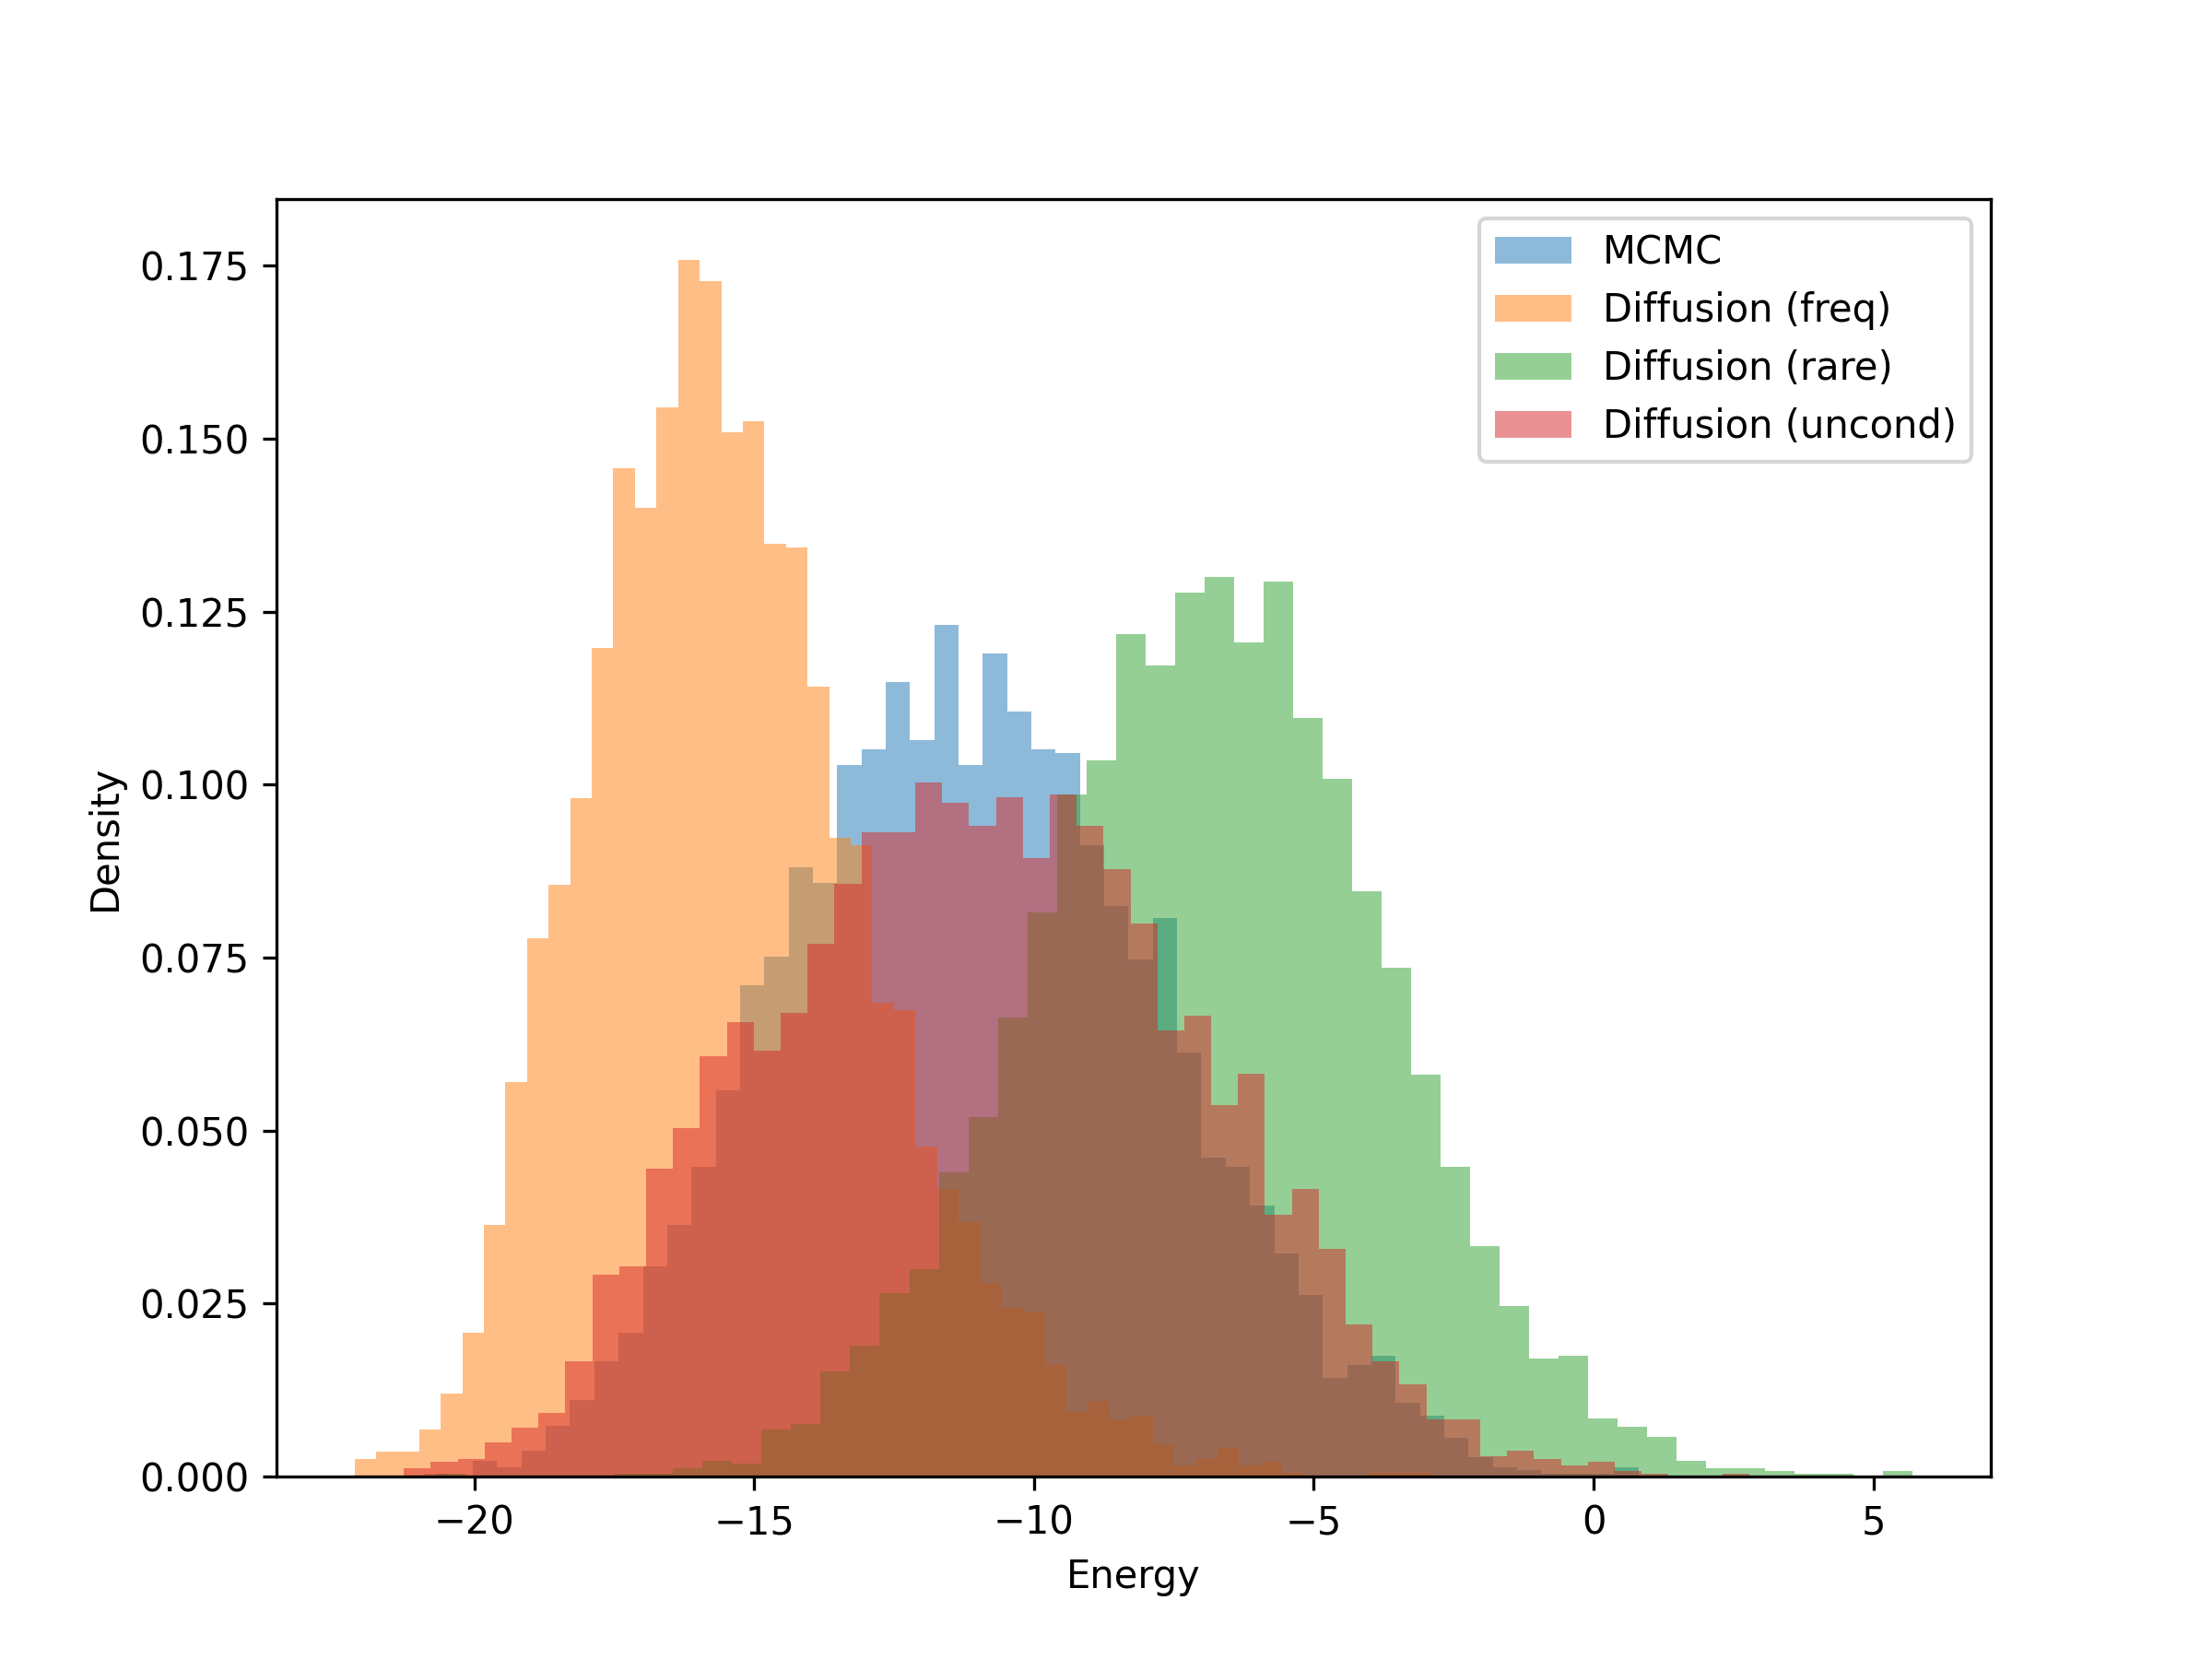 MCMC
Diffusion (freq)
Diffusion (rare)
Diffusion (uncond)
0.175
0.150
0.125
0.100
0.075
0.050
0.025
0.000
Density
−20 −15 −10 −5 0 5
Energy